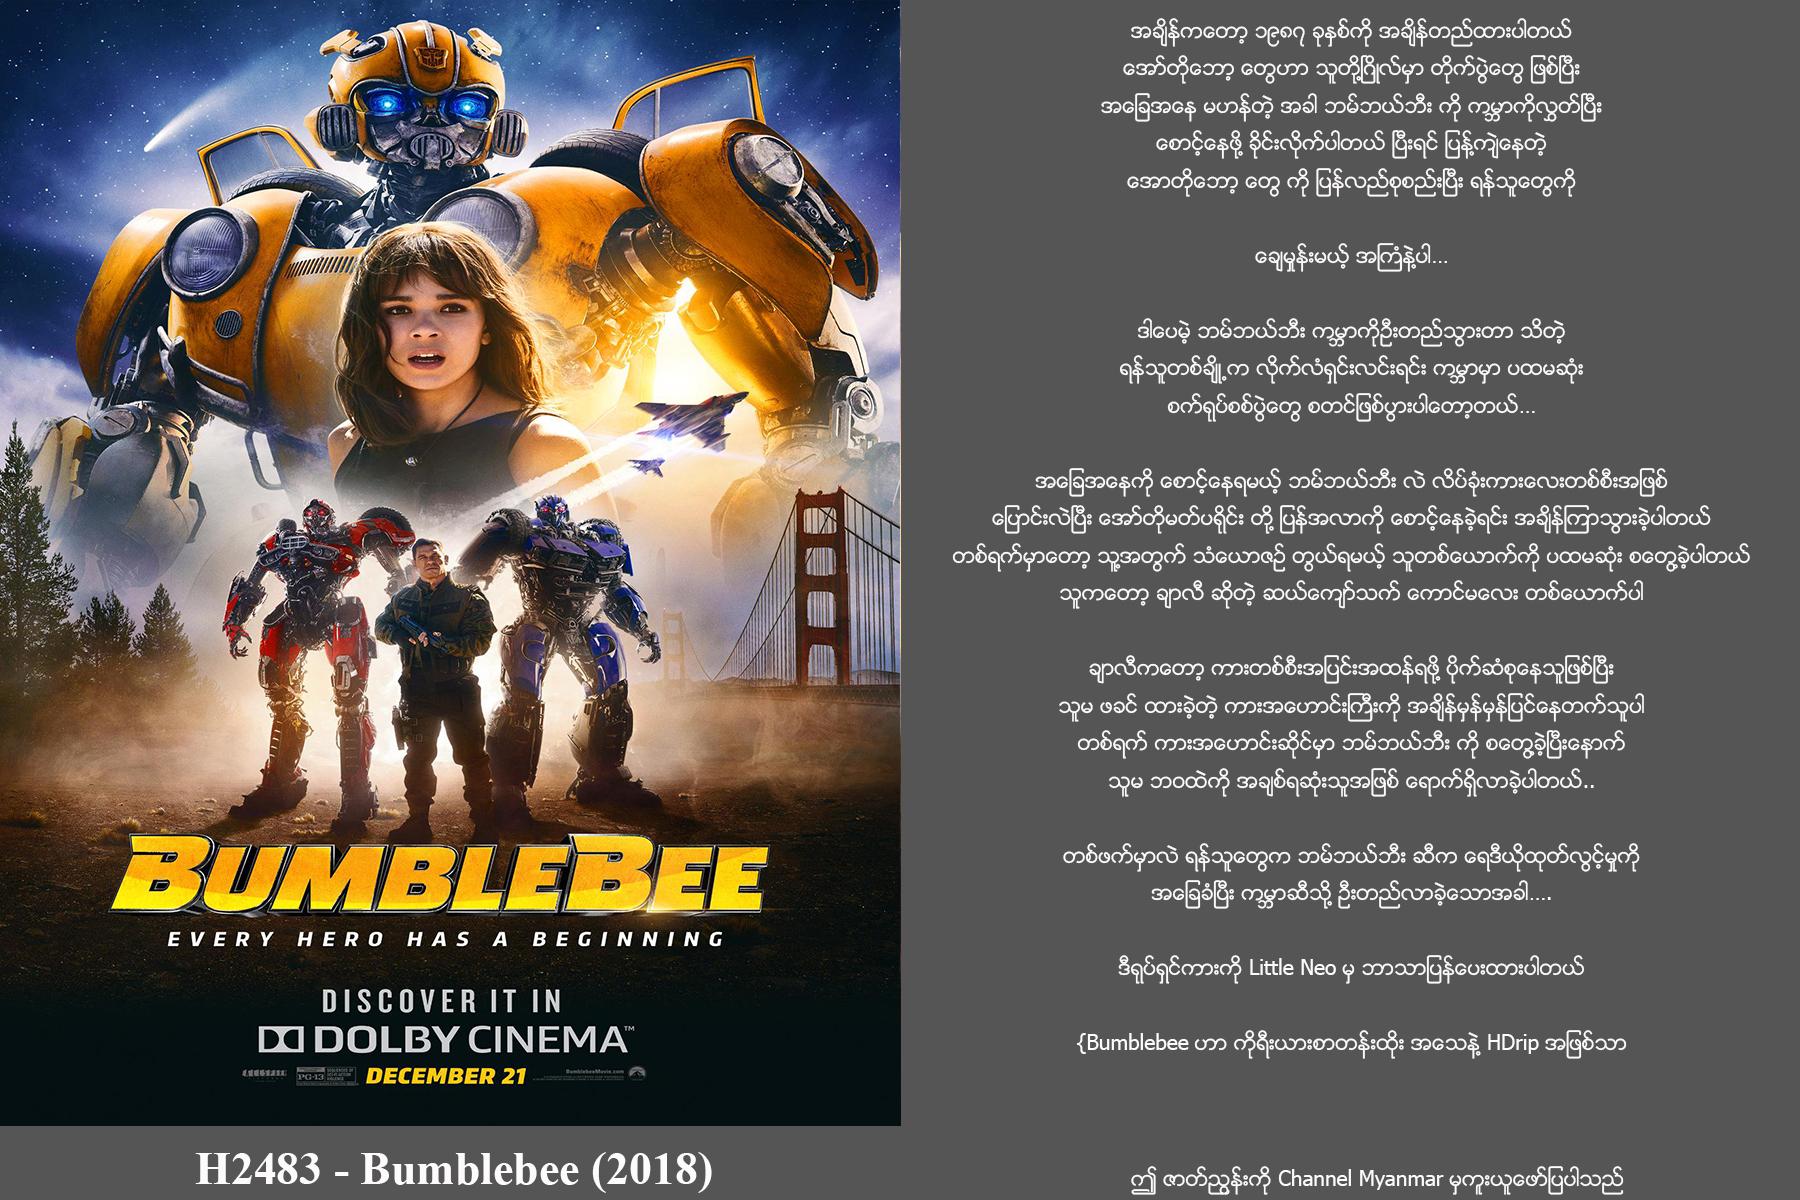 BUMBLEBEE
EVERY HERO HAS A BEGINNING
DISCOVER IT IN
DOLBY CINEMA™
PG-13
BumblebeeMovie.com
DECEMBER 21
H2483 - Bumblebee (2018)
အချိန်ကတော့ ၁၉၈၇ ခုနှစ်ကို အချိန်တည်ထားပါတယ်
အော်တိုဘော့ တွေဟာ သူတို့ဂြိုလ်မှာ တိုက်ပွဲတွေ ဖြစ်ပြီး
အခြေအနေ မဟန်တဲ့ အခါ ဘမ်ဘယ်ဘီး ကို ကမ္ဘာကိုလွှတ်ပြီး
စောင့်နေဖို့ ခိုင်းလိုက်ပါတယ် ပြီးရင် ပြန့်ကျဲနေတဲ့
အောတိုဘော့ တွေ ကို ပြန်လည်စုစည်းပြီး ရန်သူတွေကို
ချေမှုန်းမယ့် အကြံနဲ့ပါ...
ဒါပေမဲ့ ဘမ်ဘယ်ဘီး ကမ္ဘာကိုဦးတည်သွားတာ သိတဲ့
ရန်သူတစ်ချို့က လိုက်လံရှင်းလင်းရင်း ကမ္ဘာမှာ ပထမဆုံး
စက်ရုပ်စစ်ပွဲတွေ စတင်ဖြစ်ပွားပါတော့တယ်...
အခြေအနေကို စောင့်နေရမယ့် ဘမ်ဘယ်ဘီး လဲ လိပ်ခုံးကားလေးတစ်စီးအဖြစ်
ပြောင်းလဲပြီး အော်တိုမတ်ပရိုင်း တို့ ပြန်အလာကို စောင့်နေခဲ့ရင်း အချိန်ကြာသွားခဲ့ပါတယ်
တစ်ရက်မှာတော့ သူ့အတွက် သံယောဇဉ် တွယ်ရမယ့် သူတစ်ယောက်ကို ပထမဆုံး စတွေ့ခဲ့ပါတယ်
သူကတော့ ချာလီ ဆိုတဲ့ ဆယ်ကျော်သက် ကောင်မလေး တစ်ယောက်ပါ
ချာလီကတော့ ကားတစ်စီးအပြင်းအထန်ရဖို့ ပိုက်ဆံစုနေသူဖြစ်ပြီး
သူမ ဖခင် ထားခဲ့တဲ့ ကားအဟောင်းကြီးကို အချိန်မှန်မှန်ပြင်နေတက်သူပါ
တစ်ရက် ကားအဟောင်းဆိုင်မှာ ဘမ်ဘယ်ဘီး ကို စတွေ့ခဲ့ပြီးနောက်
သူမ ဘဝထဲကို အချစ်ရဆုံးသူအဖြစ် ရောက်ရှိလာခဲ့ပါတယ်..
တစ်ဖက်မှာလဲ ရန်သူတွေက ဘမ်ဘယ်ဘီး ဆီက ရေဒီယိုထုတ်လွှင့်မှုကို
အခြေခံပြီး ကမ္ဘာဆီသို့ ဦးတည်လာခဲ့သောအခါ....
ဒီရုပ်ရှင်ကားကို Little Neo မှ ဘာသာပြန်ပေးထားပါတယ်
{Bumblebee ဟာ ကိုရီးယားစာတန်းထိုး အသေနဲ့ HDrip အဖြစ်သာ
ဤ ဇာတ်ညွှန်းကို Channel Myanmar မှကူးယူဖော်ပြပါသည်